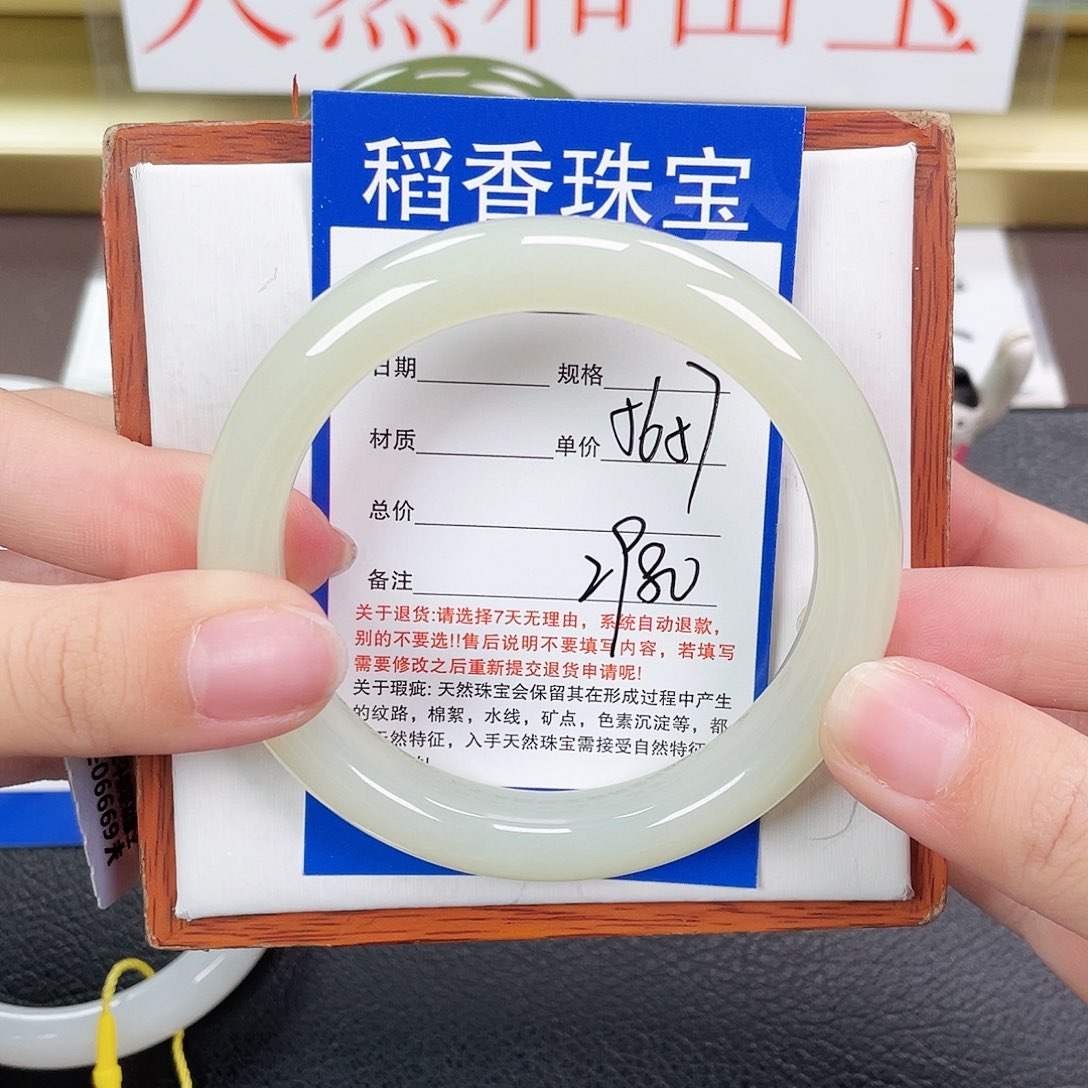 天然和田玉
稻香珠宝
日期 规格
材质 单价
总价
2980
备注
关于退货:请选择7天无理由，系统自动退款，
别的不要选!!售后说明不要填写内容，若填写
需要修改之后重新提交退货申请呢!
关于瑕疵: 天然珠宝会保留其在形成过程中产生
的纹路，棉絮，水线，矿点，色素沉淀等，都
天然特征，入手天然珠宝需接受自然特征